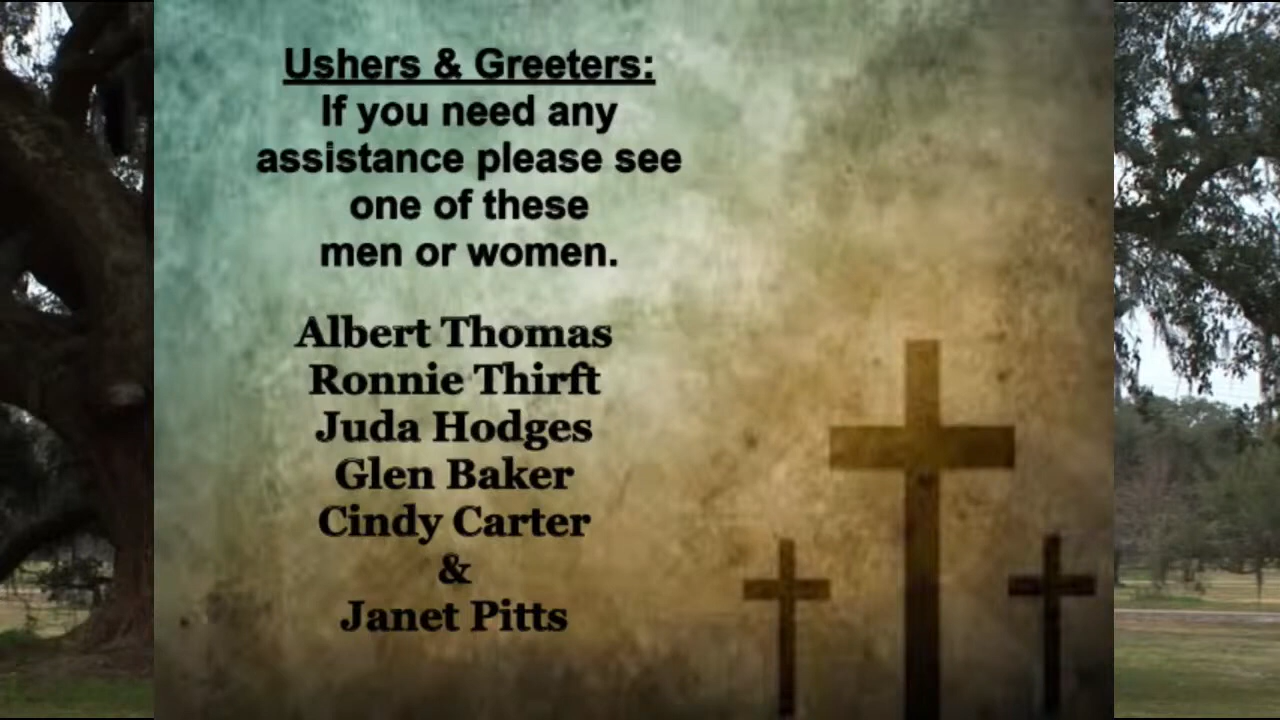 Ushers & Greeters:
If you need any
assistance please see
one of these
men or women.
Albert Thomas
Ronnie Thirft
Juda Hodges
Glen Baker
Cindy Carter
&
Janet Pitts